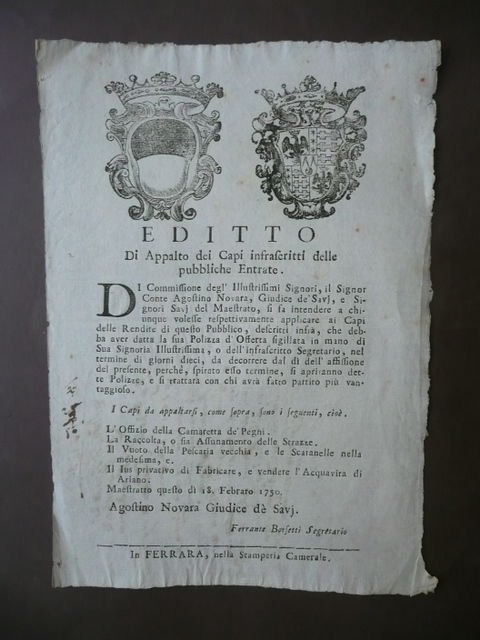 EDITTO
Di Appalto dei Capi infrascritti delle
pubbliche Entrate.
DI Commissione degl' Illustrissimi Signori, il Signor
Conte Agostino Novara, Giudice de' Savj, e Si-
gnori Savj del Maestrato, si fa intendere a chi-
unque volesse respettivamente applicare ai Capi
delle Rendite di questo Pubblico, descritti infra, che deb-
ba aver datta la sua Polizza d'Offerta sigillata in mano di
Sua Signoria Illustrissima, o dell' infrascritto Segretario, nel
termine di giorni dieci, da decorrere dal dì dell' affissione
del presente, perchè, spirato esso termine, si apriranno det-
te Polizze, e si trattarà con chi avrà fatto partito più van-
taggioso.
I Capi da appaltarsi, come sopra, sono i seguenti, cioè.
L'Offizio della Camaretta de' Pegni.
La Raccolta, o sia Assunamento delle Strazze.
Il Vuoto della Pescaria vecchia, e le Scaranelle nella
medesima, e.
Il Ius privativo di Fabbricare, e vendere l'Acquavita di
Ariano.
Maestratto questo dì 18. Febraro 1750.
Agostino Novara Giudice dè Savj.
Ferrante Borsetti Segretario
In FERRARA, nella Stamperia Camerale.